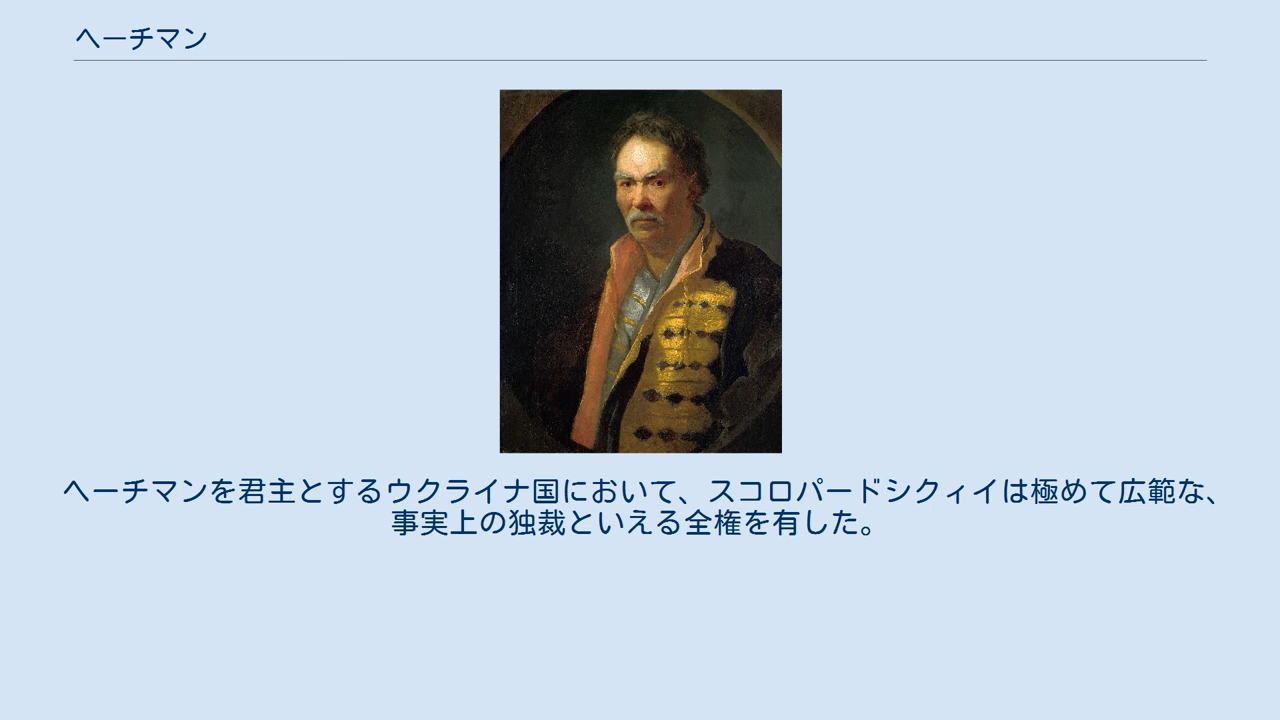 ヘーチマン
ヘーチマンを君主とするウクライナ国において、スコロパードシクィイは極めて広範な、
事実上の独裁といえる全権を有した。